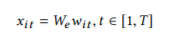 x_{it} = W_e w_{it}, t ∈ [1, T]